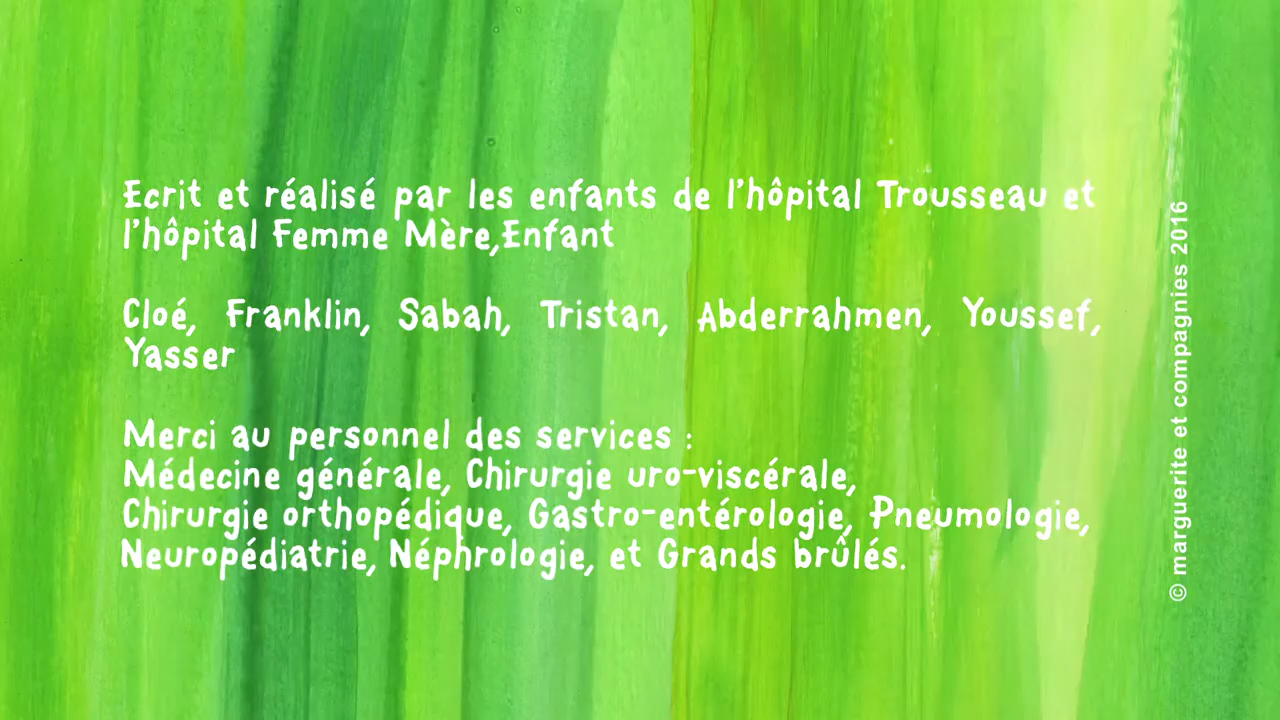 Ecrit et réalisé par les enfants de l'hôpital Trousseau et
l'hôpital Femme Mère,Enfant
Cloé, Franklin, Sabah, Tristan, Abderrahmen, Youssef,
Yasser
Merci au personnel des services :
Médecine générale, Chirurgie uro-viscérale,
Chirurgie orthopédique, Gastro-entérologie, Pneumologie,
Neuropédiatrie, Néphrologie, et Grands brûlés.
© marguerite et compagnies 2016